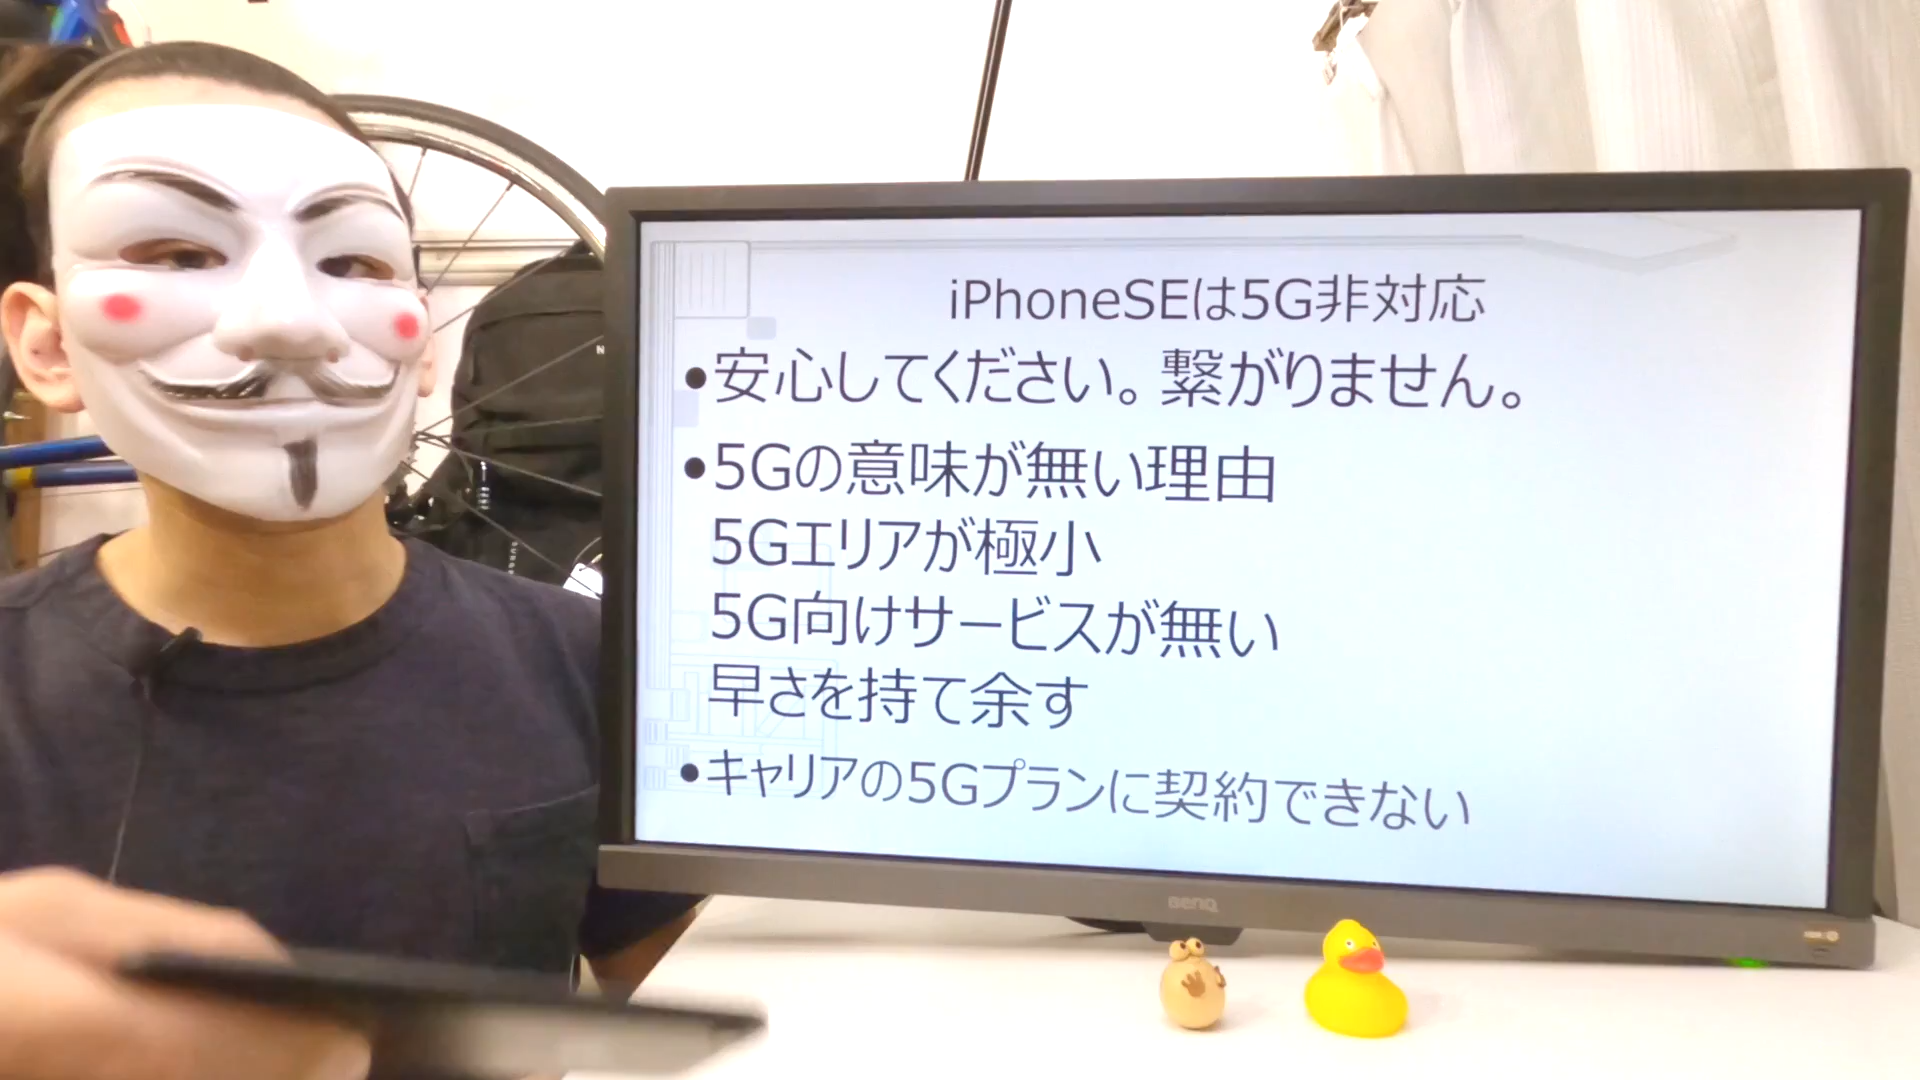 iPhoneSEは5G非対応
•安心してください。繋がりません。
•5Gの意味が無い理由
5Gエリアが極小
5G向けサービスが無い
早さを持て余す
•キャリアの5Gプランに契約できない
BenQ